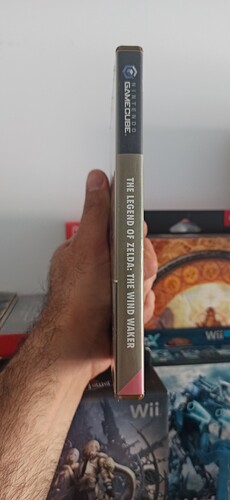 NINTENDO
GAMECUBE.
THE LEGEND OF ZELDA: THE WIND WAKER
Wii
Wii